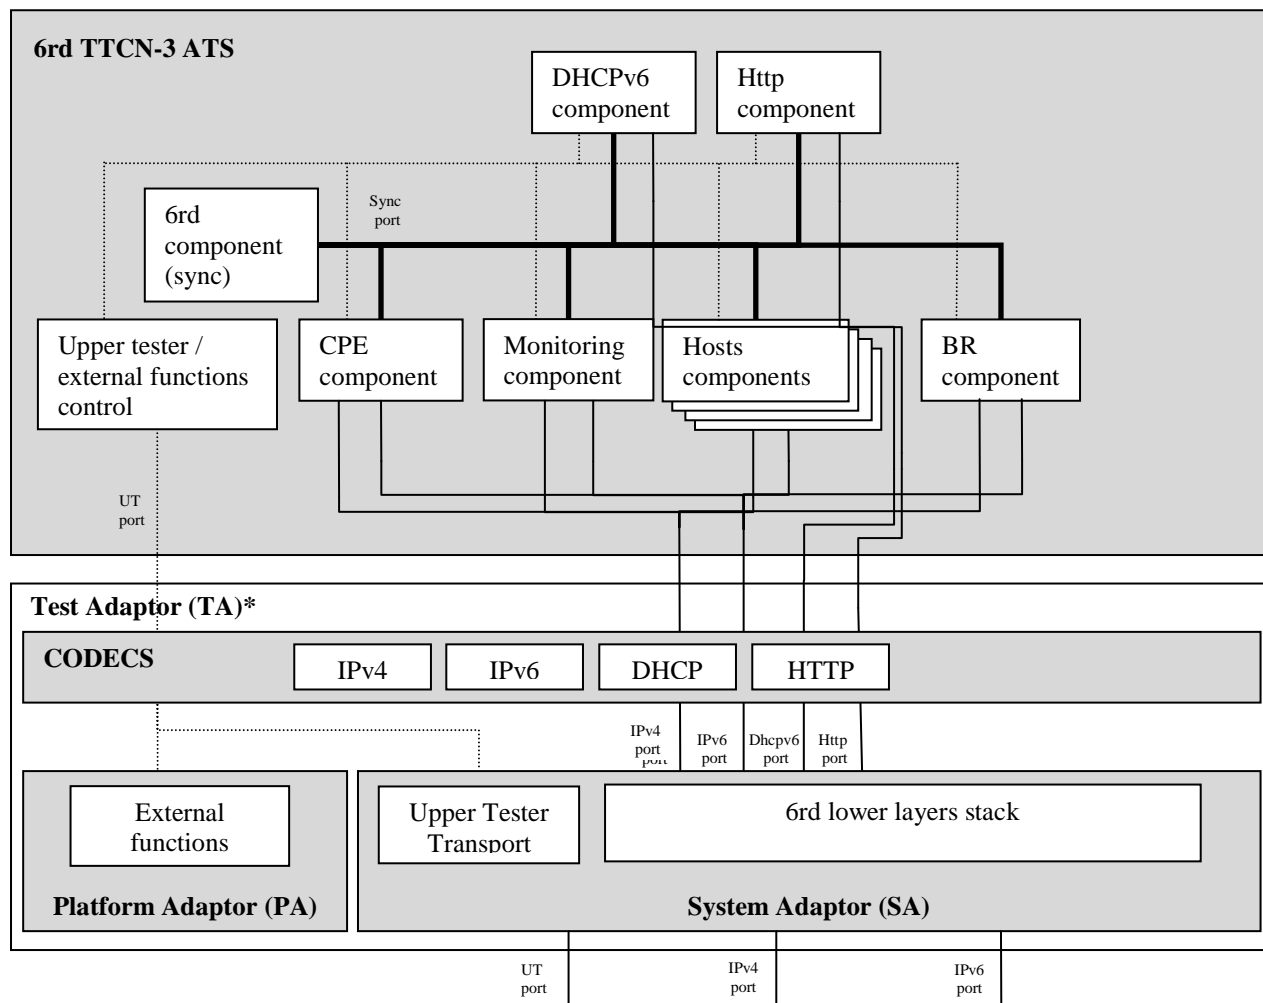 6rd TTCN-3 ATS
DHCPv6
component
Http
component
6rd
component
(sync)
Sync
port
Upper tester /
external functions
control
CPE
component
Monitoring
component
Hosts
components
BR
component
UT
port
Test Adaptor (TA)*
CODECS
IPv4
IPv6
DHCP
HTTP
IPv4
port
port
IPv6
port
Dhcpv6
port
Http
port
External
functions
Upper Tester
Transport
6rd lower layers stack
Platform Adaptor (PA)
System Adaptor (SA)
UT
port
IPv4
port
IPv6
port